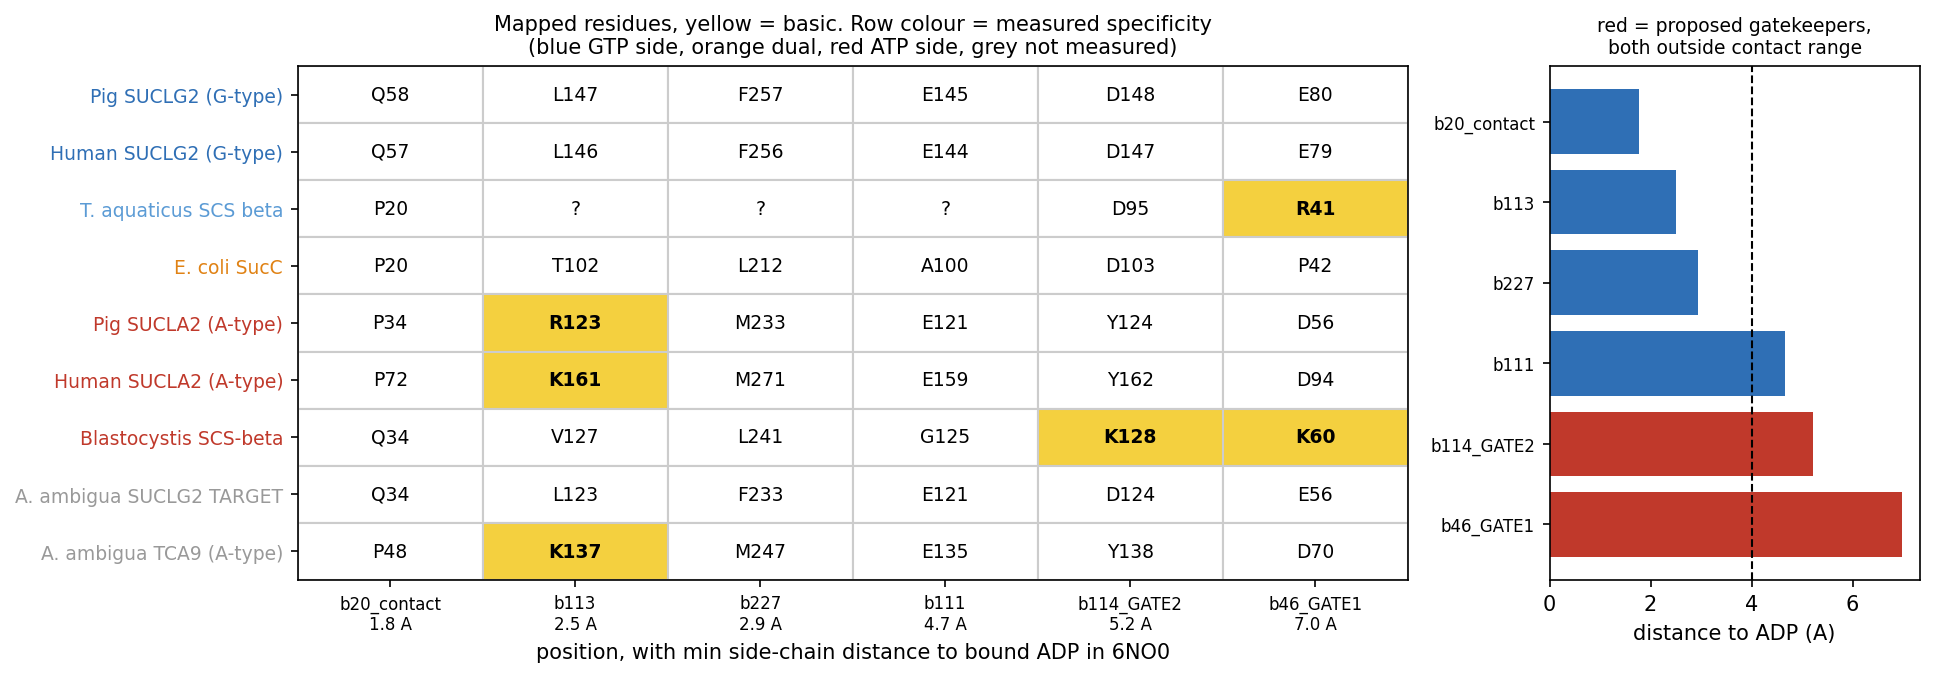 Mapped residues, yellow = basic. Row colour = measured specificity
(blue GTP side, orange dual, red ATP side, grey not measured)
Pig SUCLG2 (G-type) Q58 L147 F257 E145 D148 E80
Human SUCLG2 (G-type) Q57 L146 F256 E144 D147 E79
T. aquaticus SCS beta P20 ? ? ? D95 R41
E. coli SucC P20 T102 L212 A100 D103 P42
Pig SUCLA2 (A-type) P34 R123 M233 E121 Y124 D56
Human SUCLA2 (A-type) P72 K161 M271 E159 Y162 D94
Blastocystis SCS-beta Q34 V127 L241 G125 K128 K60
A. ambigua SUCLG2 TARGET Q34 L123 F233 E121 D124 E56
A. ambigua TCA9 (A-type) P48 K137 M247 E135 Y138 D70
b20_contact b113 b227 b111 b114_GATE2 b46_GATE1
1.8 A 2.5 A 2.9 A 4.7 A 5.2 A 7.0 A
position, with min side-chain distance to bound ADP in 6NO0
red = proposed gatekeepers,
both outside contact range
b20_contact
b113
b227
b111
b114_GATE2
b46_GATE1
0 2 4 6
distance to ADP (A)